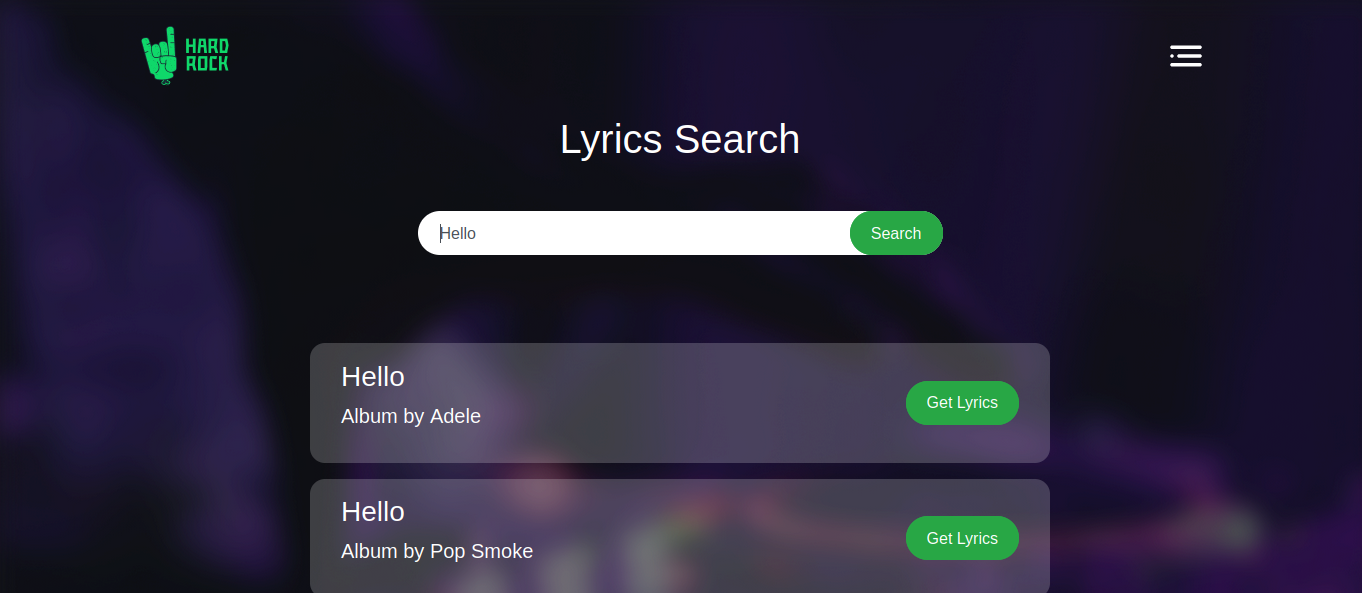 HARD
ROCK
Lyrics Search
Hello
Search
Hello
Album by Adele
Get Lyrics
Hello
Album by Pop Smoke
Get Lyrics